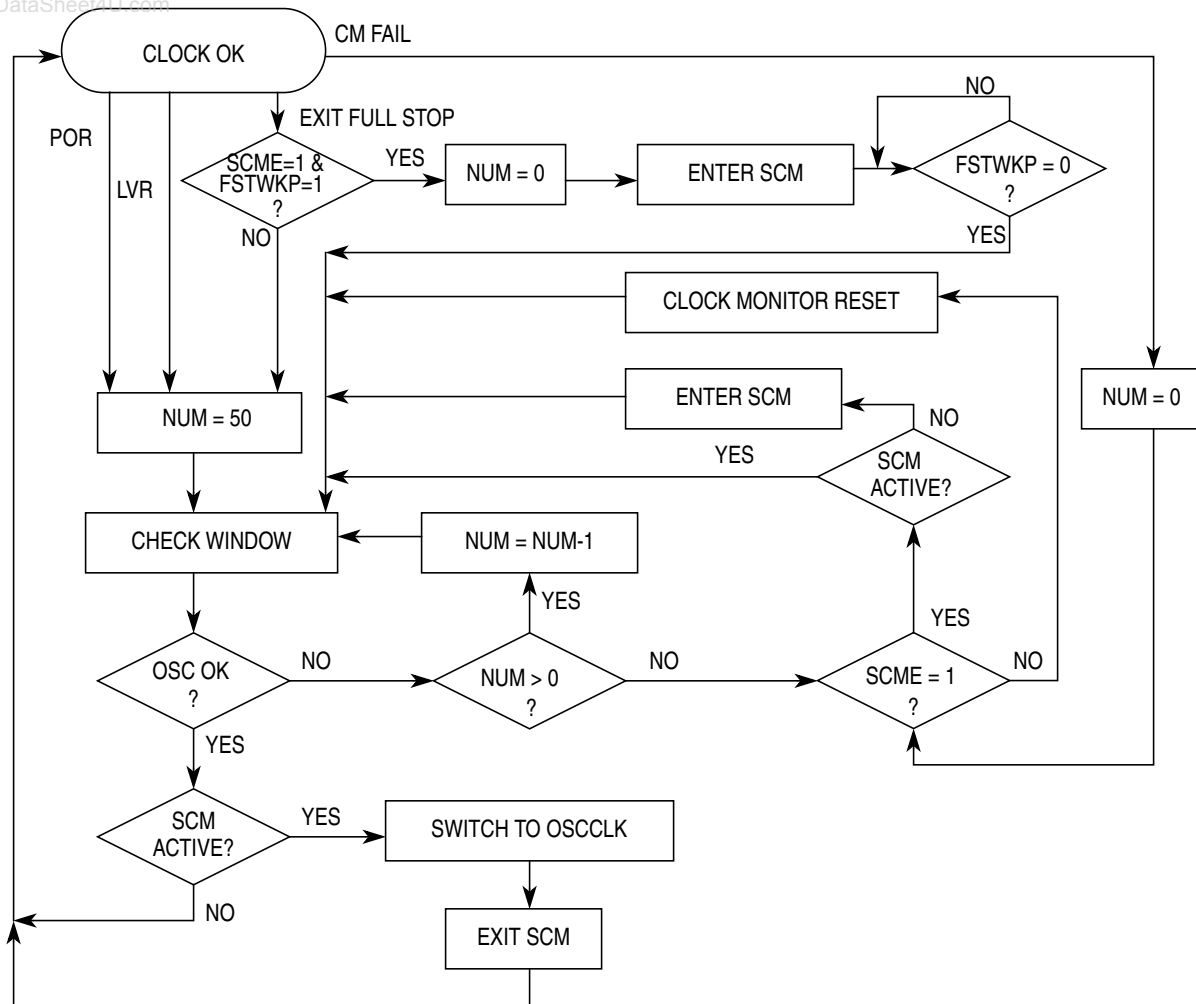 DataSheet4U.com
CLOCK OK
CM FAIL
POR
LVR
EXIT FULL STOP
SCME=1 &
FSTWKP=1
?
YES
NO
NUM = 0
ENTER SCM
NO
FSTWKP = 0
?
YES
CLOCK MONITOR RESET
NUM = 50
ENTER SCM
NUM = 0
NO
YES
SCM
ACTIVE?
CHECK WINDOW
NUM = NUM-1
YES
YES
OSC OK
?
NO
NUM > 0
?
NO
SCME = 1
?
NO
YES
SCM
ACTIVE?
YES
SWITCH TO OSCCLK
NO
EXIT SCM